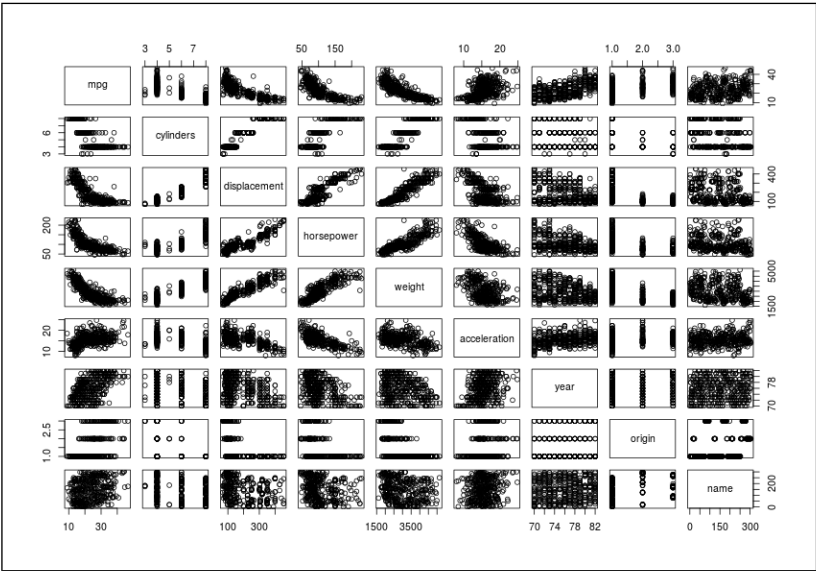 3 5 7
50 150
10 20
1.0 2.0 3.0
mpg
10 40
3 6
cylinders
displacement
100 400
50 200
horsepower
weight
1500 5000
10 20
acceleration
year
70 78
1.0 2.5
origin
name
0 200
10 30
100 300
1500 3500
70 74 78 82
0 150 300